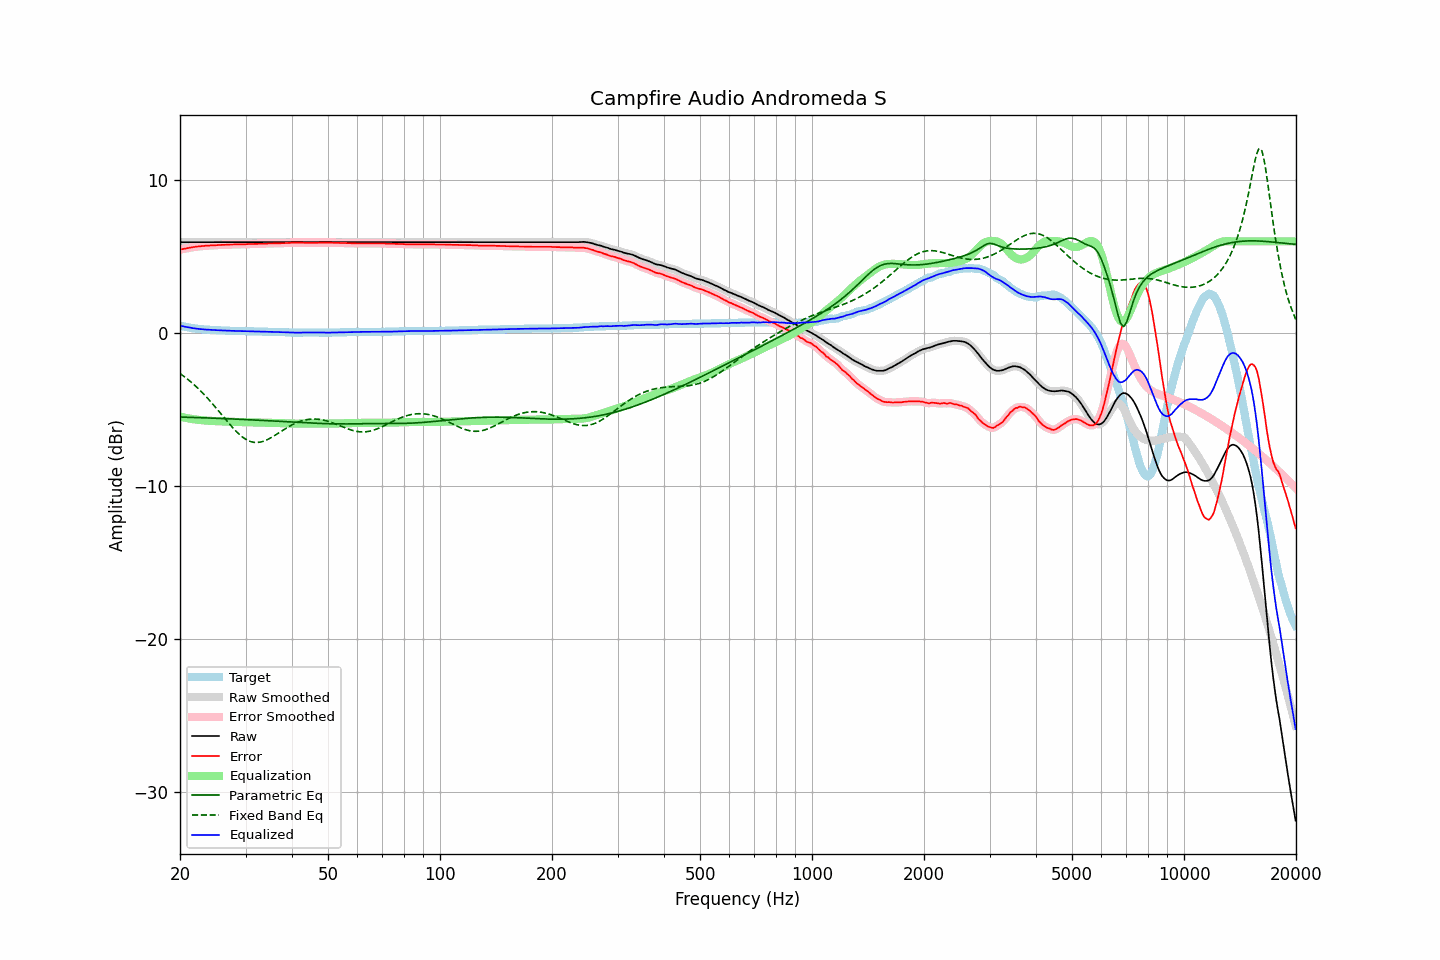 Campfire Audio Andromeda S
Amplitude (dBr)
10
0
−10
−20
−30
Target
Raw Smoothed
Error Smoothed
Raw
Error
Equalization
Parametric Eq
Fixed Band Eq
Equalized
20 50 100 200 500 1000 2000 5000 10000 20000
Frequency (Hz)